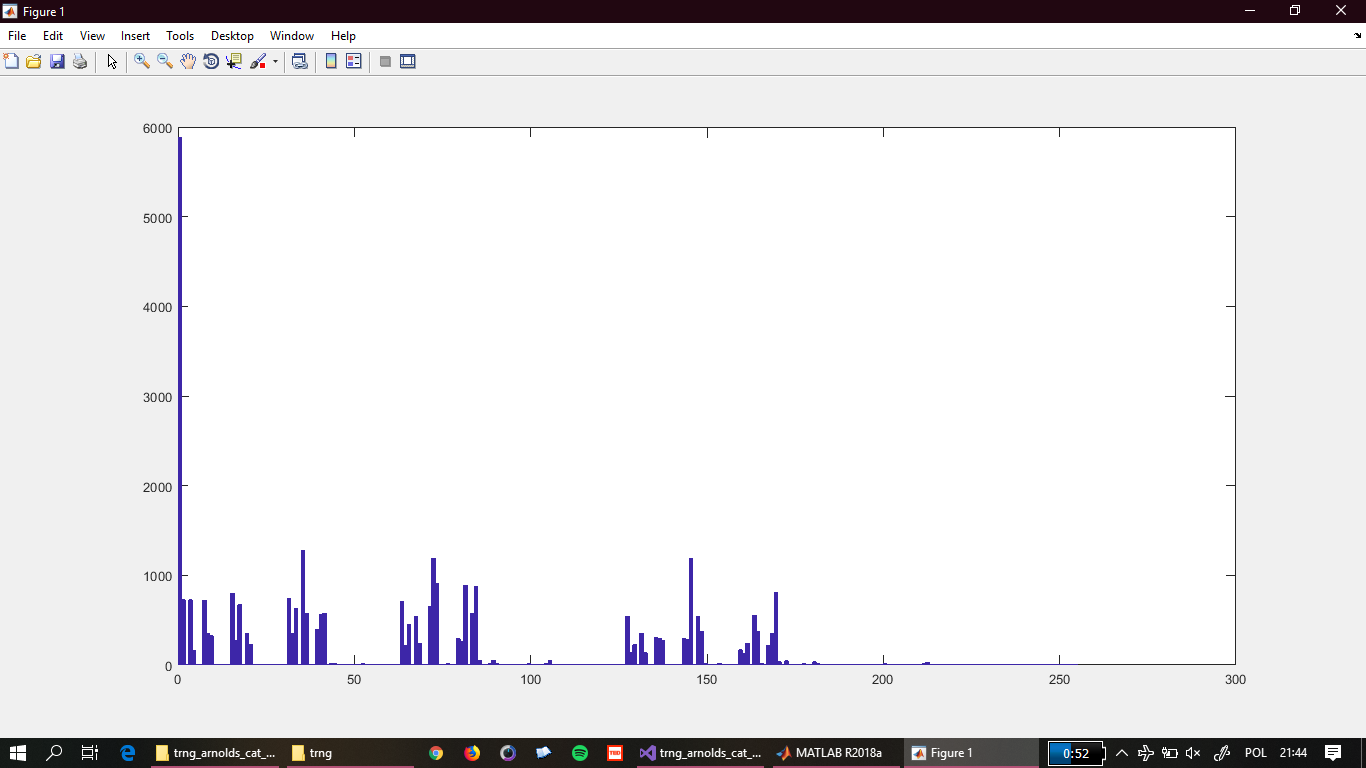 Figure 1
File Edit View Insert Tools Desktop Window Help
6000
5000
4000
3000
2000
1000
0
0 50 100 150 200 250 300
trng_arnolds_cat_... trng TED trng_arnolds_cat_... MATLAB R2018a Figure 1 0:52 POL 21:44